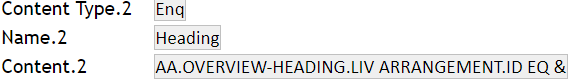 Content Type.2 Enq
Name.2 Heading
Content.2 AA.OVERVIEW-HEADING.LIV ARRANGEMENT.ID EQ &